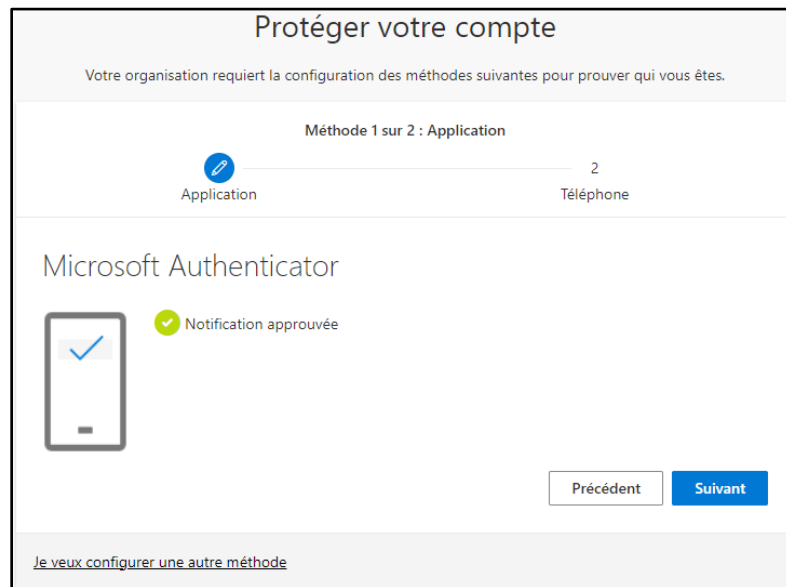 Protéger votre compte
Votre organisation requiert la configuration des méthodes suivantes pour prouver qui vous êtes.
Méthode 1 sur 2 : Application
2
Application
Téléphone
Microsoft Authenticator
Notification approuvée
Précédent
Suivant
Je veux configurer une autre méthode